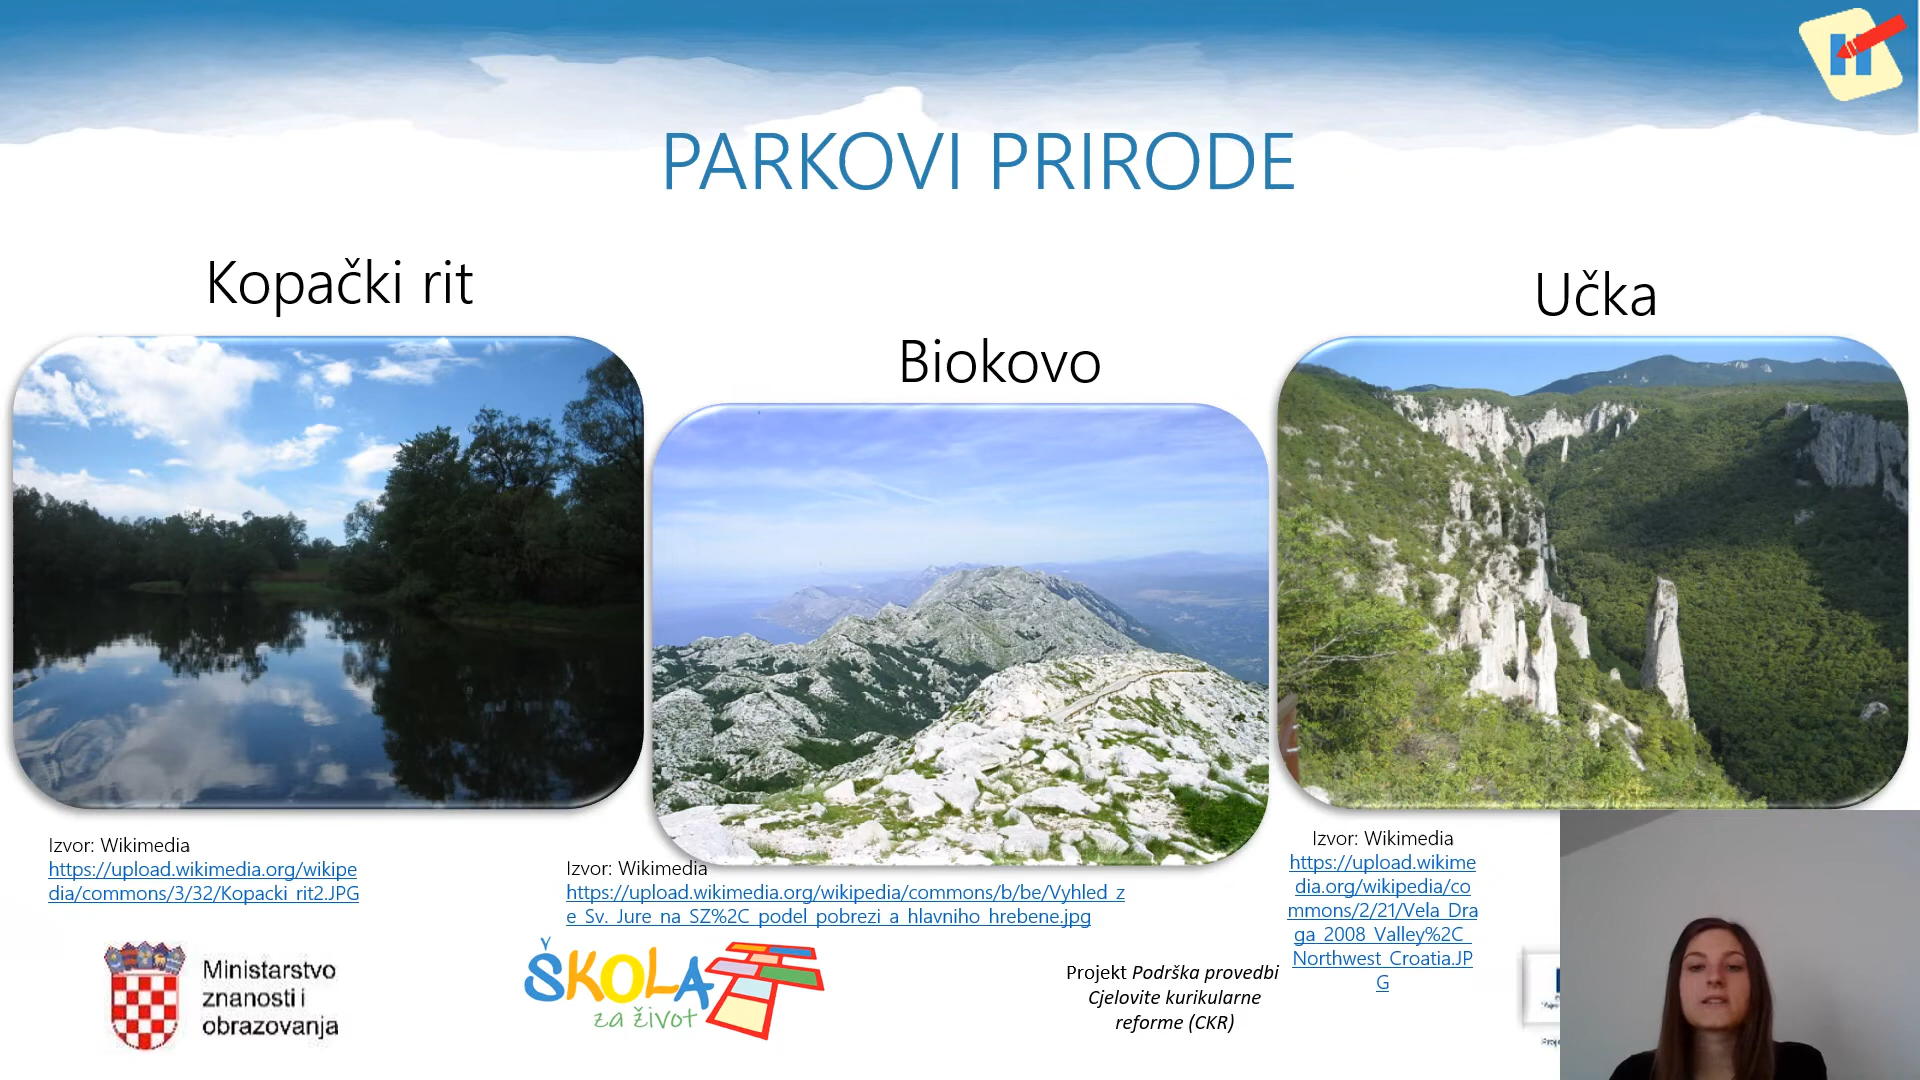 PARKOVI PRIRODE
Kopački rit
Biokovo
Učka
Izvor: Wikimedia
https://upload.wikimedia.org/wikipe
dia/commons/3/32/Kopacki_rit2.JPG
Izvor: Wikimedia
https://upload.wikimedia.org/wikipedia/commons/b/be/Vyhled_z
e_Sv._Jure_na_SZ%2C_podel_pobrezi_a_hlavniho_hrebene.jpg
Izvor: Wikimedia
https://upload.wikime
dia.org/wikipedia/co
mmons/2/21/Vela_Dra
ga_2008_Valley%2C_
Northwest_Croatia.JP
G
Ministarstvo
znanosti i
obrazovanja
ŠKOLA
za život
Projekt Podrška provedbi
Cjelovite kurikularne
reforme (CKR)